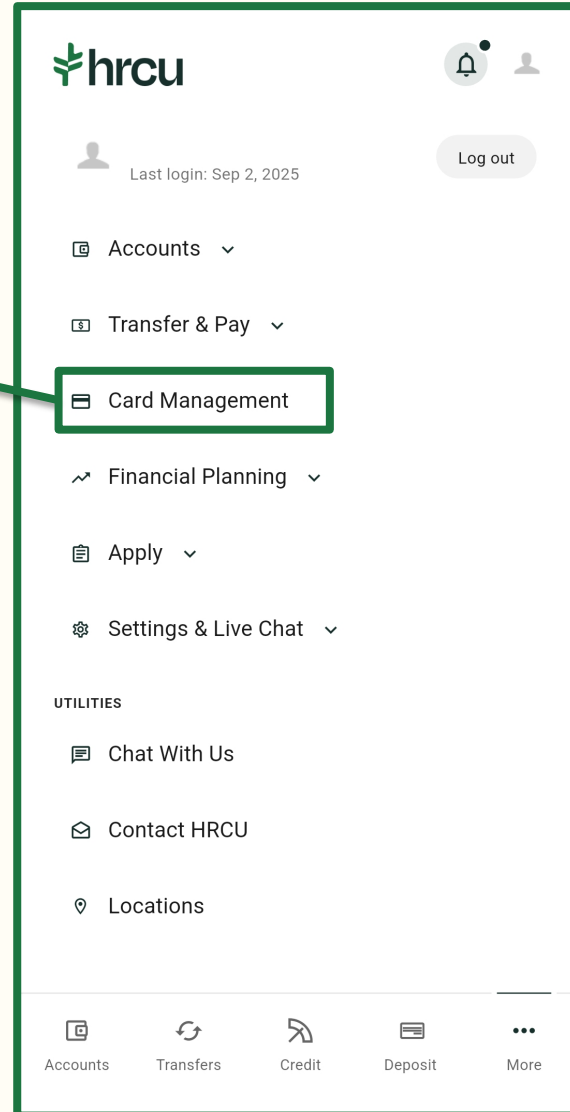 hrcu
Last login: Sep 2, 2025
Log out
Accounts
Transfer & Pay
Card Management
Financial Planning
Apply
Settings & Live Chat
UTILITIES
Chat With Us
Contact HRCU
Locations
Accounts
Transfers
Credit
Deposit
More